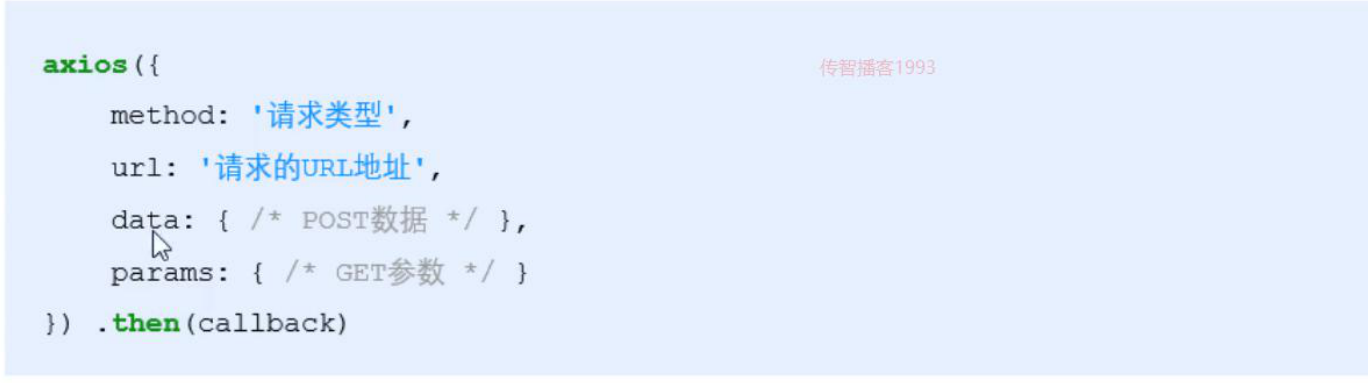 axios({
传智播客1993
method: '请求类型',
url: '请求的URL地址',
data: { /* POST数据 */ },
params: { /* GET参数 */ }
}) .then(callback)